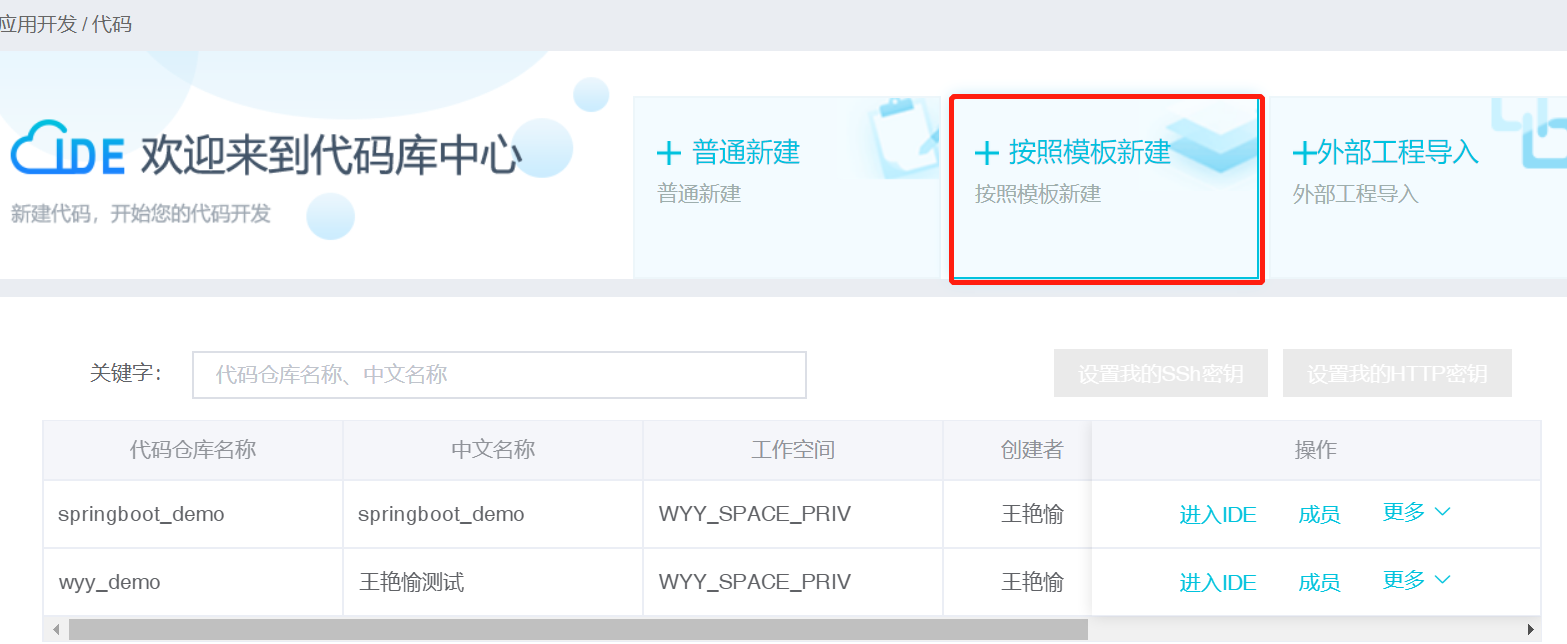 应用开发 / 代码
IDE 欢迎来到代码库中心
新建代码，开始您的代码开发
+ 普通新建
普通新建
+ 按照模板新建
按照模板新建
+外部工程导入
外部工程导入
关键字：
代码仓库名称、中文名称
设置我的SSh密钥
设置我的HTTP密钥
代码仓库名称 中文名称 工作空间 创建者 操作
springboot_demo springboot_demo WYY_SPACE_PRIV 王艳愉 进入IDE 成员 更多
wyy_demo 王艳愉测试 WYY_SPACE_PRIV 王艳愉 进入IDE 成员 更多